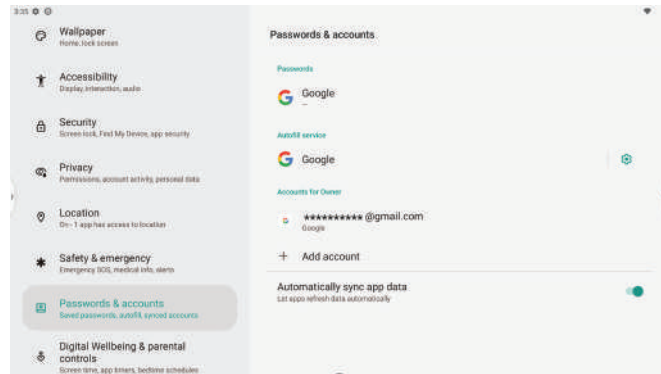 3:35
Wallpaper
Home, lock screen
Accessibility
Display, interaction, audio
Security
Screen lock, Find My Device, app security
Privacy
Permissions, account activity, personal data
Location
On - 1 app has access to location
Safety & emergency
Emergency SOS, medical info, alerts
Passwords & accounts
Saved passwords, autofill, synced accounts
Digital Wellbeing & parental
controls
Screen time, app timers, bedtime schedules
Passwords & accounts
Passwords
Google
--
Autofill service
Google
Accounts for Owner
********** @gmail.com
Google
Add account
Automatically sync app data
Let apps refresh data automatically